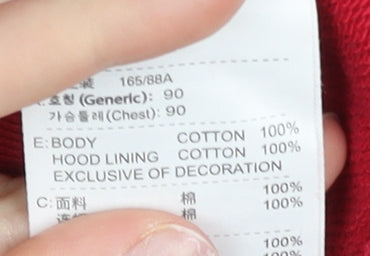 165/88A
호칭 (Generic): 90
가슴둘레(Chest): 90
E: BODY COTTON 100%
HOOD LINING COTTON 100%
EXCLUSIVE OF DECORATION
C: 面料 棉 100%
棉 100%
100%
100%